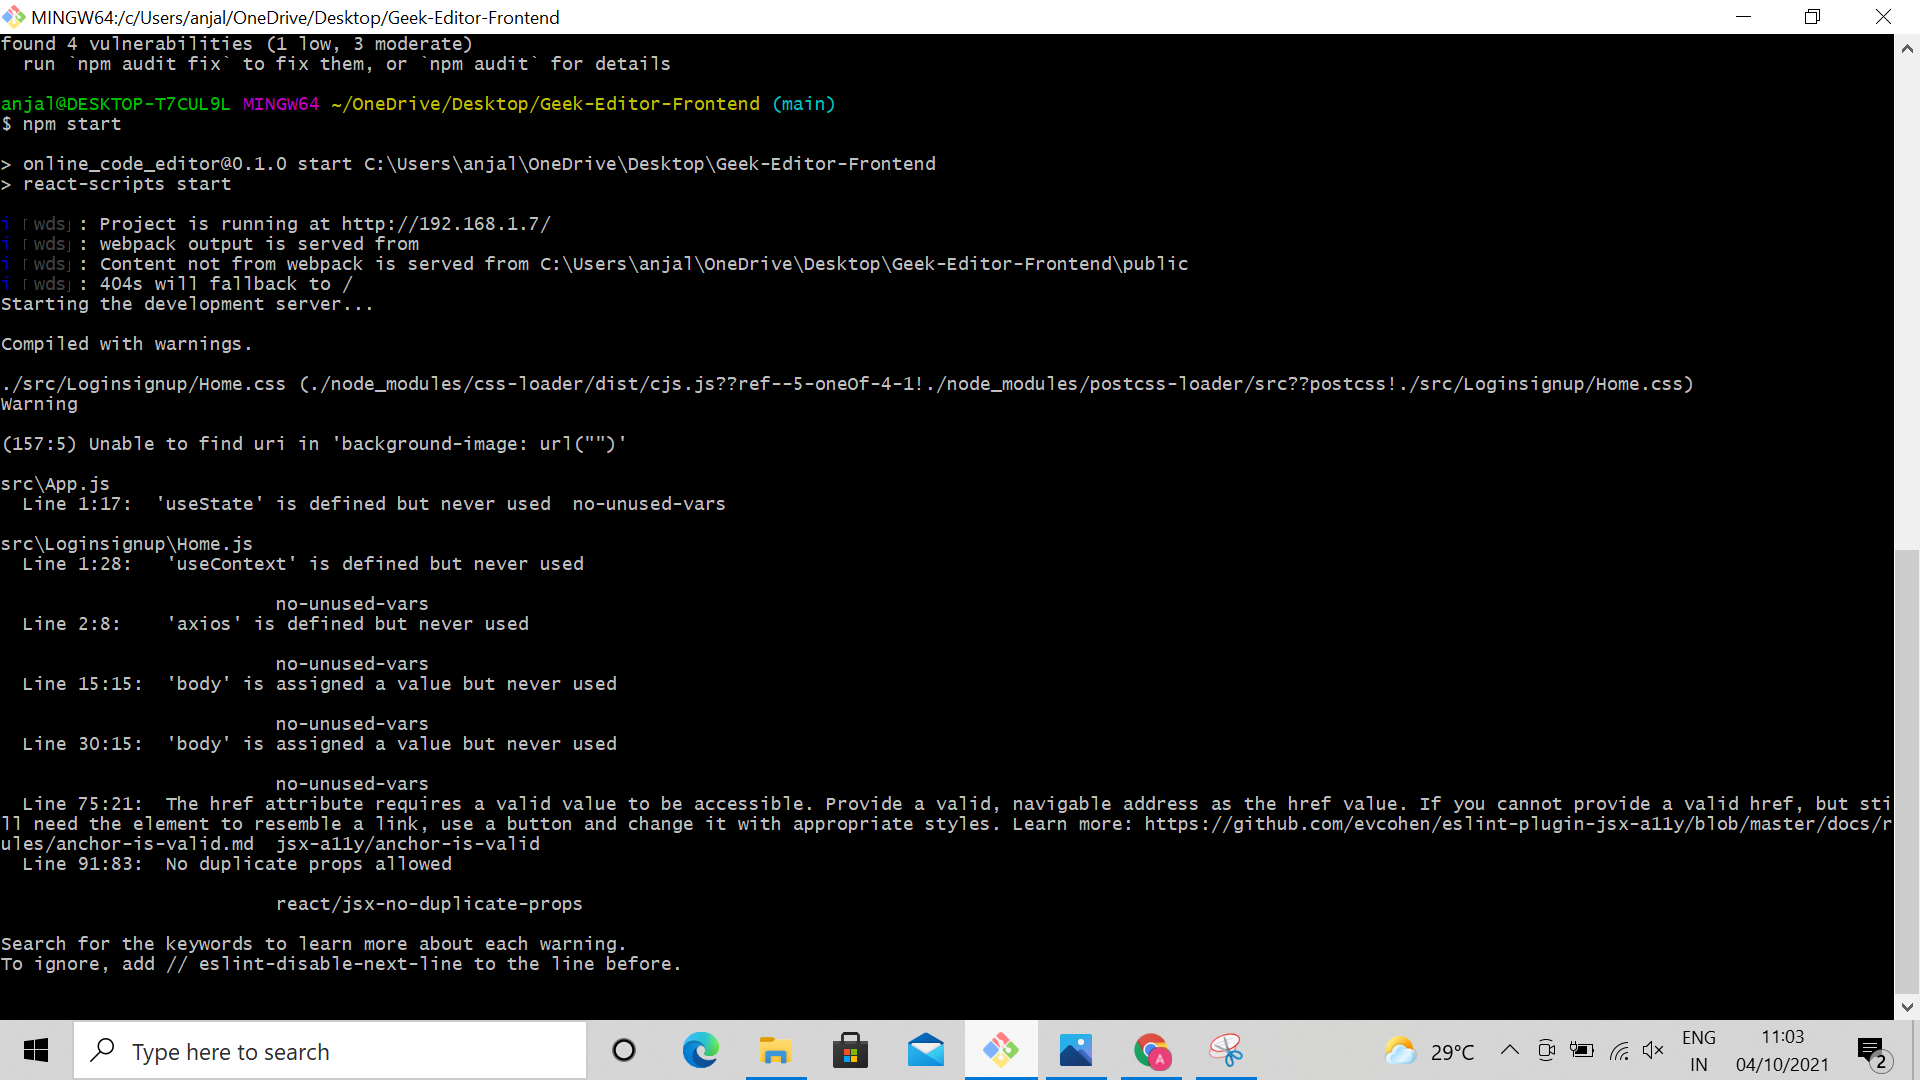 MINGW64:/c/Users/anjal/OneDrive/Desktop/Geek-Editor-Frontend
found 4 vulnerabilities (1 low, 3 moderate)
  run `npm audit fix` to fix them, or `npm audit` for details
anjal@DESKTOP-T7CUL9L MINGW64 ~/OneDrive/Desktop/Geek-Editor-Frontend (main)
$ npm start
> online_code_editor@0.1.0 start C:\Users\anjal\OneDrive\Desktop\Geek-Editor-Frontend
> react-scripts start
i ｢wds｣: Project is running at http://192.168.1.7/
i ｢wds｣: webpack output is served from
i ｢wds｣: Content not from webpack is served from C:\Users\anjal\OneDrive\Desktop\Geek-Editor-Frontend\public
i ｢wds｣: 404s will fallback to /
Starting the development server...
Compiled with warnings.
./src/Loginsignup/Home.css (./node_modules/css-loader/dist/cjs.js??ref--5-oneOf-4-1!./node_modules/postcss-loader/src??postcss!./src/Loginsignup/Home.css)
Warning
(157:5) Unable to find uri in 'background-image: url("")'
src\App.js
  Line 1:17:  'useState' is defined but never used  no-unused-vars
src\Loginsignup\Home.js
  Line 1:28:   'useContext' is defined but never used
no-unused-vars
  Line 2:8:    'axios' is defined but never used
no-unused-vars
  Line 15:15:  'body' is assigned a value but never used
no-unused-vars
  Line 30:15:  'body' is assigned a value but never used
no-unused-vars
  Line 75:21:  The href attribute requires a valid value to be accessible. Provide a valid, navigable address as the href value. If you cannot provide a valid href, but sti
ll need the element to resemble a link, use a button and change it with appropriate styles. Learn more: https://github.com/evcohen/eslint-plugin-jsx-a11y/blob/master/docs/r
ules/anchor-is-valid.md  jsx-a11y/anchor-is-valid
  Line 91:83:  No duplicate props allowed
react/jsx-no-duplicate-props
Search for the keywords to learn more about each warning.
To ignore, add // eslint-disable-next-line to the line before.
Type here to search
A
29°C
ENG
IN
11:03
04/10/2021
2